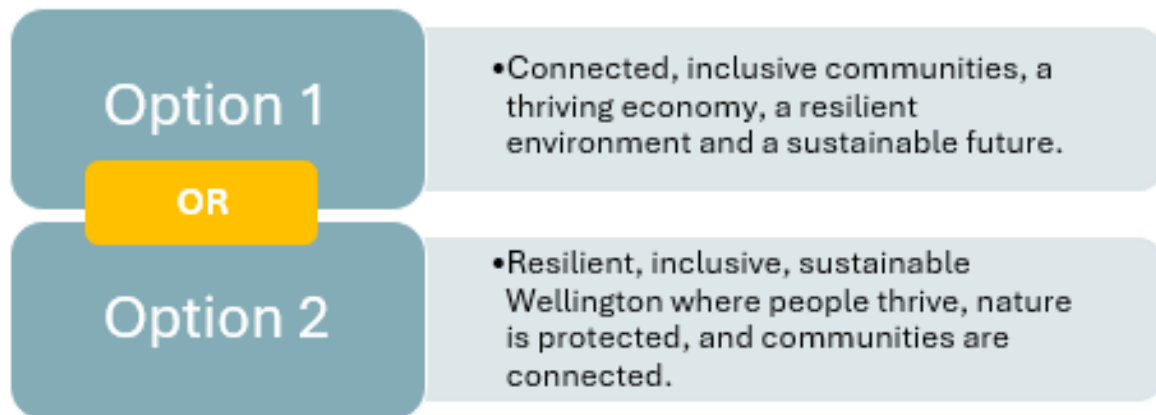 Option 1
•Connected, inclusive communities, a
thriving economy, a resilient
environment and a sustainable future.
OR
Option 2
•Resilient, inclusive, sustainable
Wellington where people thrive, nature
is protected, and communities are
connected.